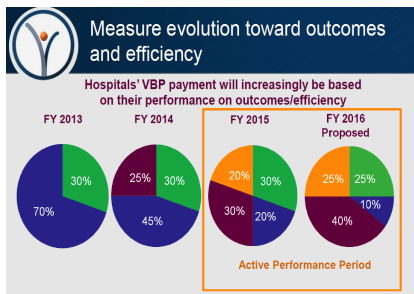 Measure evolution toward outcomes
and efficiency
Hospitals' VBP payment will increasingly be based
on their performance on outcomes/efficiency
FY 2013
FY 2014
FY 2015
FY 2016
Proposed
30%
70%
25%
30%
45%
20%
30%
30%
20%
25%
25%
10%
40%
Active Performance Period